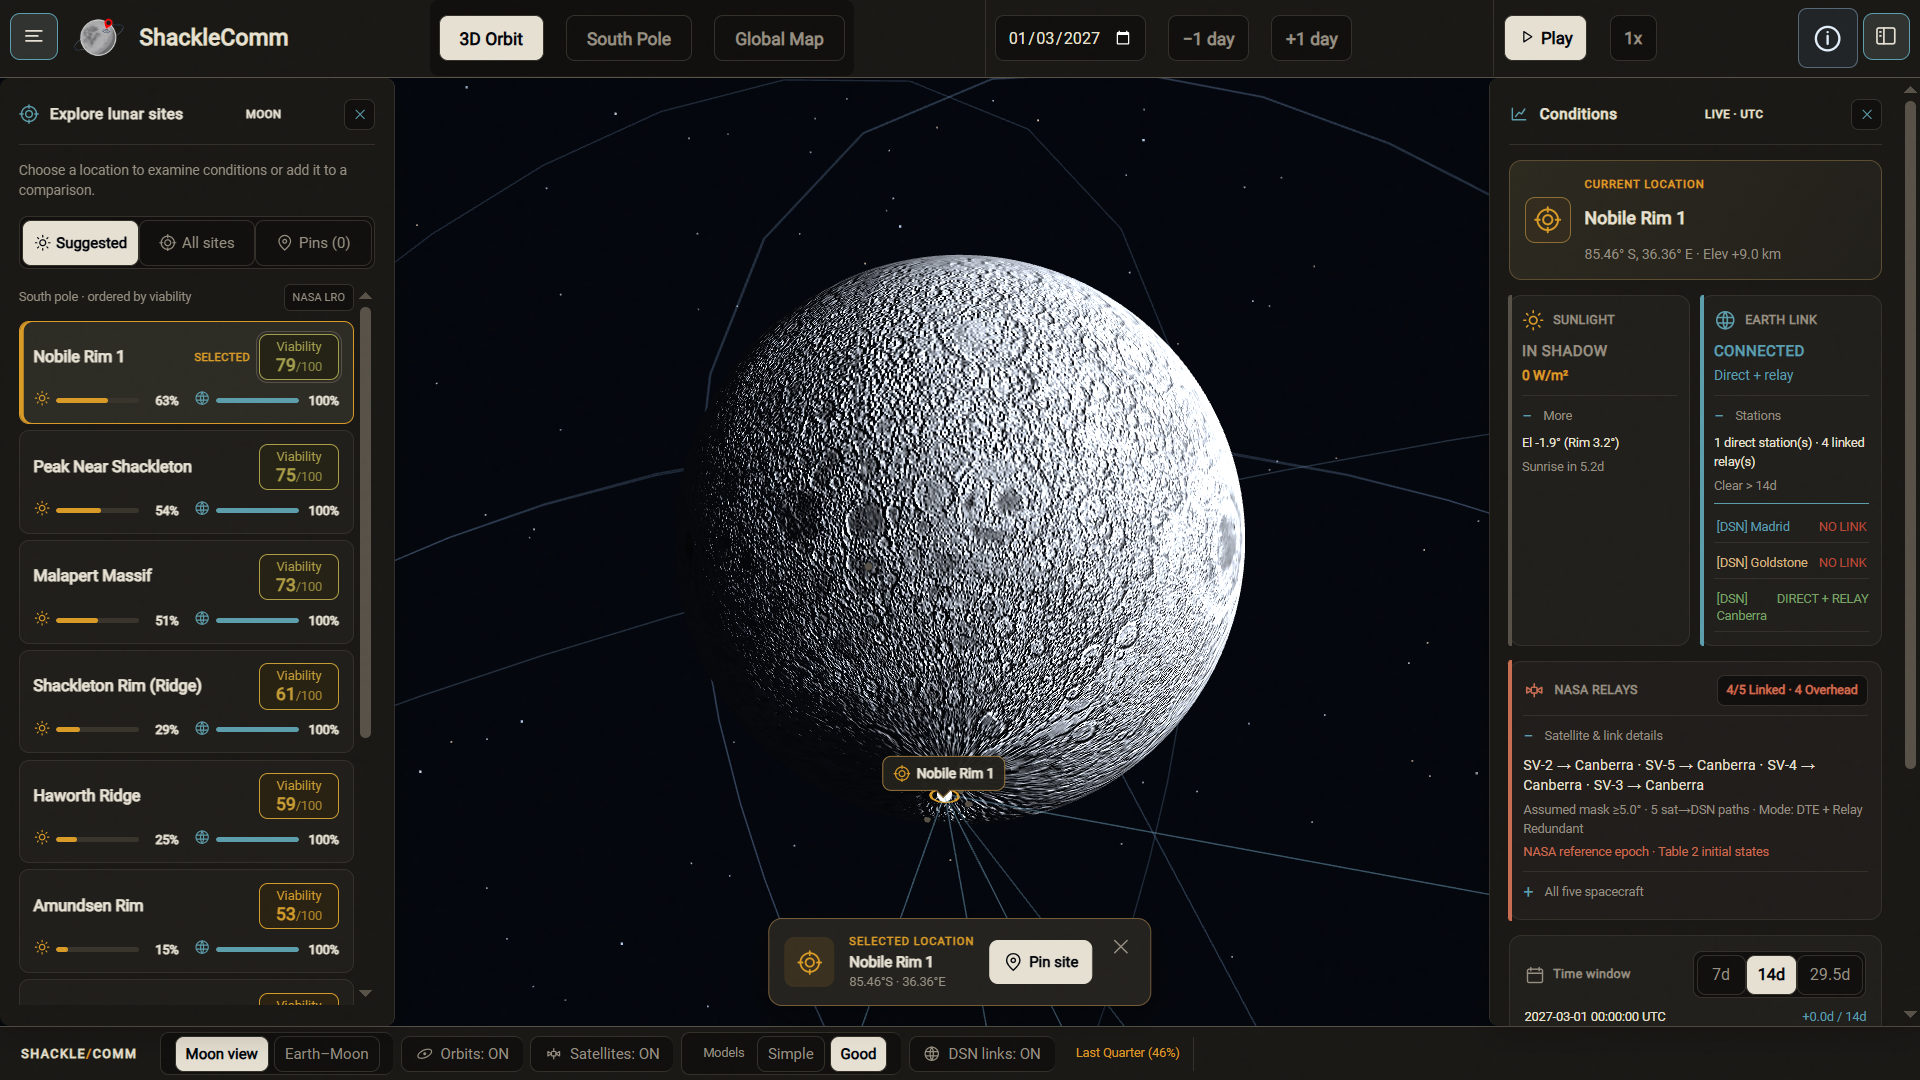 ShackleComm
3D Orbit
South Pole
Global Map
01/03/2027
−1 day
+1 day
Play
1x
Explore lunar sites
MOON
Choose a location to examine conditions or add it to a
comparison.
Suggested
All sites
Pins (0)
South pole · ordered by viability
NASA LRO
Nobile Rim 1
SELECTED
Viability
79/100
63%
100%
Peak Near Shackleton
Viability
75/100
54%
100%
Malapert Massif
Viability
73/100
51%
100%
Shackleton Rim (Ridge)
Viability
61/100
29%
100%
Haworth Ridge
Viability
59/100
25%
100%
Amundsen Rim
Viability
53/100
15%
100%
Viability
Nobile Rim 1
SELECTED LOCATION
Nobile Rim 1
85.46°S · 36.36°E
Pin site
Conditions
LIVE · UTC
CURRENT LOCATION
Nobile Rim 1
85.46° S, 36.36° E · Elev +9.0 km
SUNLIGHT
IN SHADOW
0 W/m²
− More
El -1.9° (Rim 3.2°)
Sunrise in 5.2d
EARTH LINK
CONNECTED
Direct + relay
− Stations
1 direct station(s) · 4 linked
relay(s)
Clear > 14d
[DSN] Madrid NO LINK
[DSN] Goldstone NO LINK
[DSN] DIRECT + RELAY
Canberra
NASA RELAYS
4/5 Linked · 4 Overhead
− Satellite & link details
SV-2 → Canberra · SV-5 → Canberra · SV-4 →
Canberra · SV-3 → Canberra
Assumed mask ≥5.0° · 5 sat→DSN paths · Mode: DTE + Relay
Redundant
NASA reference epoch · Table 2 initial states
+ All five spacecraft
Time window
7d
14d
29.5d
2027-03-01 00:00:00 UTC
+0.0d / 14d
SHACKLE/COMM
Moon view
Earth–Moon
Orbits: ON
Satellites: ON
Models
Simple
Good
DSN links: ON
Last Quarter (46%)